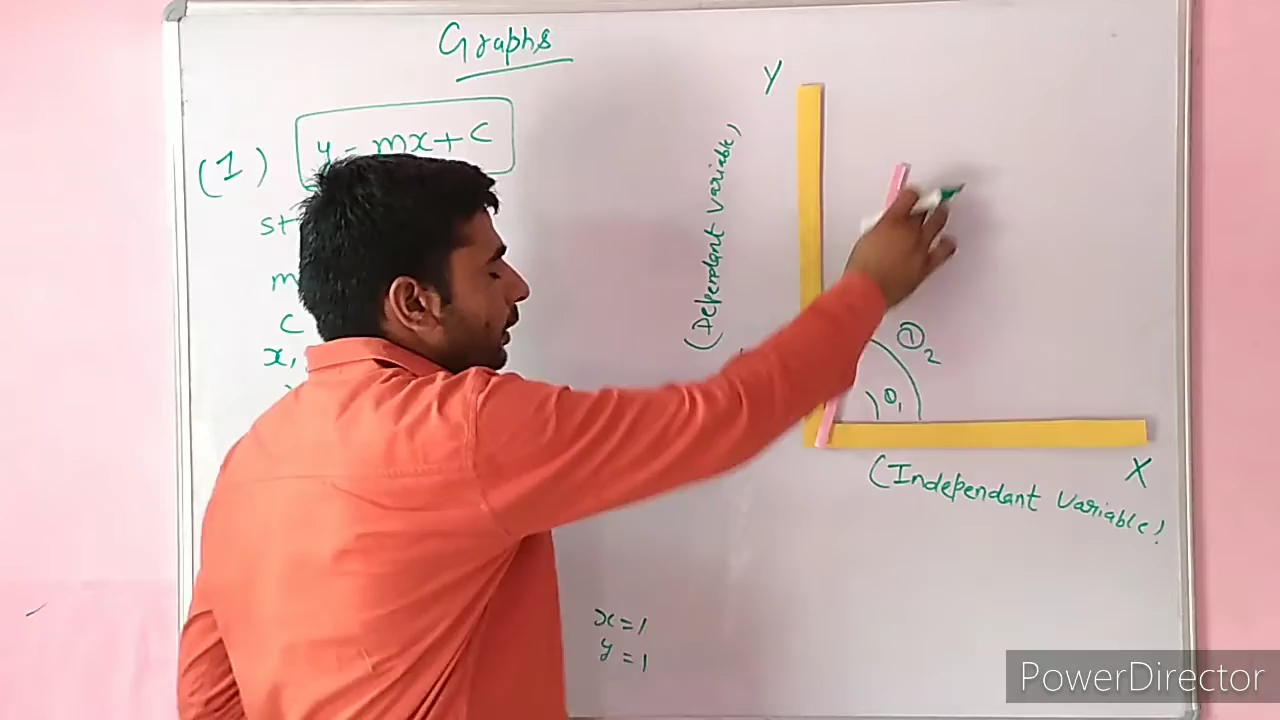 Graphs
(1) y = mx + c
st
m
c
x,
Y
(Dependant Variable)
θ1
θ2
X
(Independant Variable)
x = 1
y = 1
PowerDirector